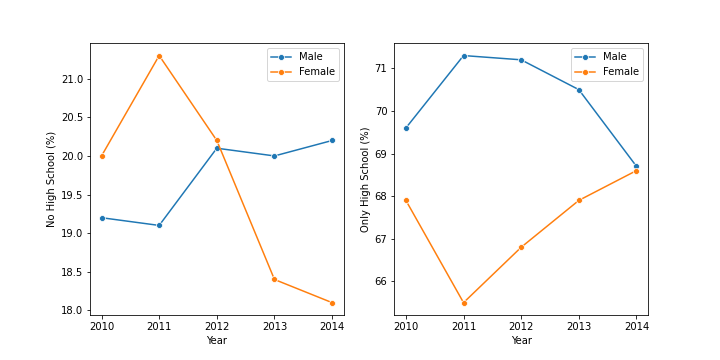 Male
Female
No High School (%)
21.0
20.5
20.0
19.5
19.0
18.5
18.0
2010
2011
2012
2013
2014
Year
Male
Female
Only High School (%)
71
70
69
68
67
66
2010
2011
2012
2013
2014
Year